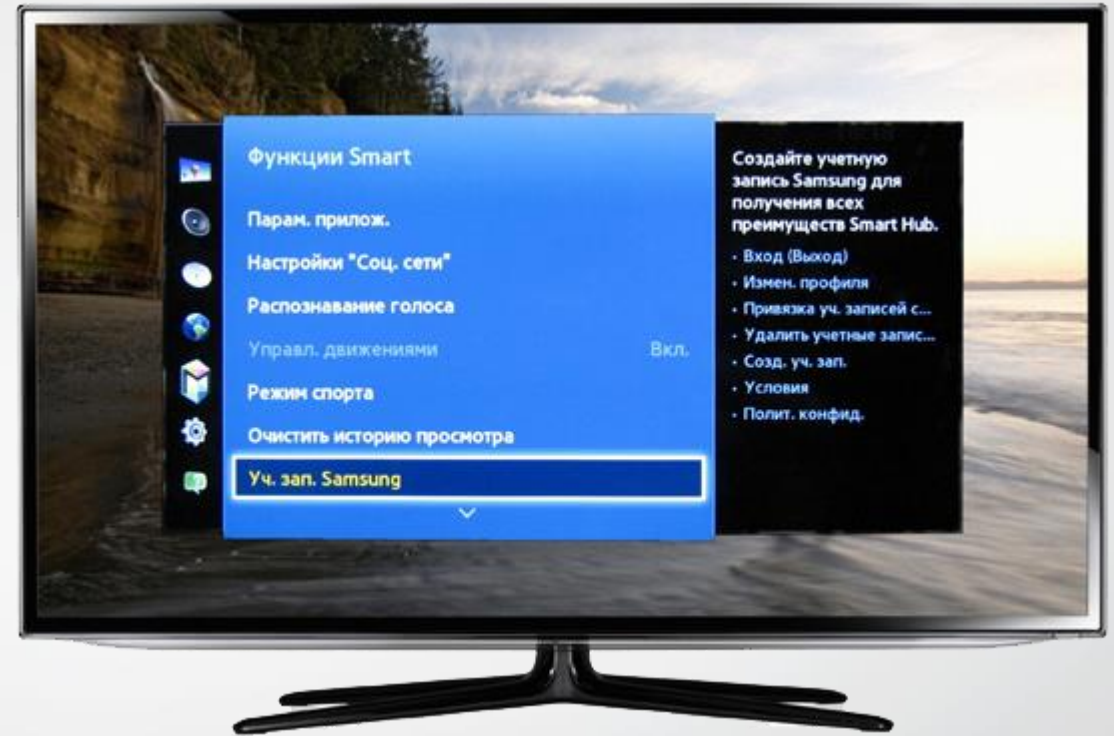 Функции Smart
Парам. прилож.
Настройки "Соц. сети"
Распознавание голоса
Управл. движениями Вкл.
Режим спорта
Очистить историю просмотра
Уч. зап. Samsung
Создайте учетную
запись Samsung для
получения всех
преимуществ Smart Hub.
• Вход (Выход)
• Измен. профиля
• Привязка уч. записей с...
• Удалить учетные запис...
• Созд. уч. зап.
• Условия
• Полит. конфид.